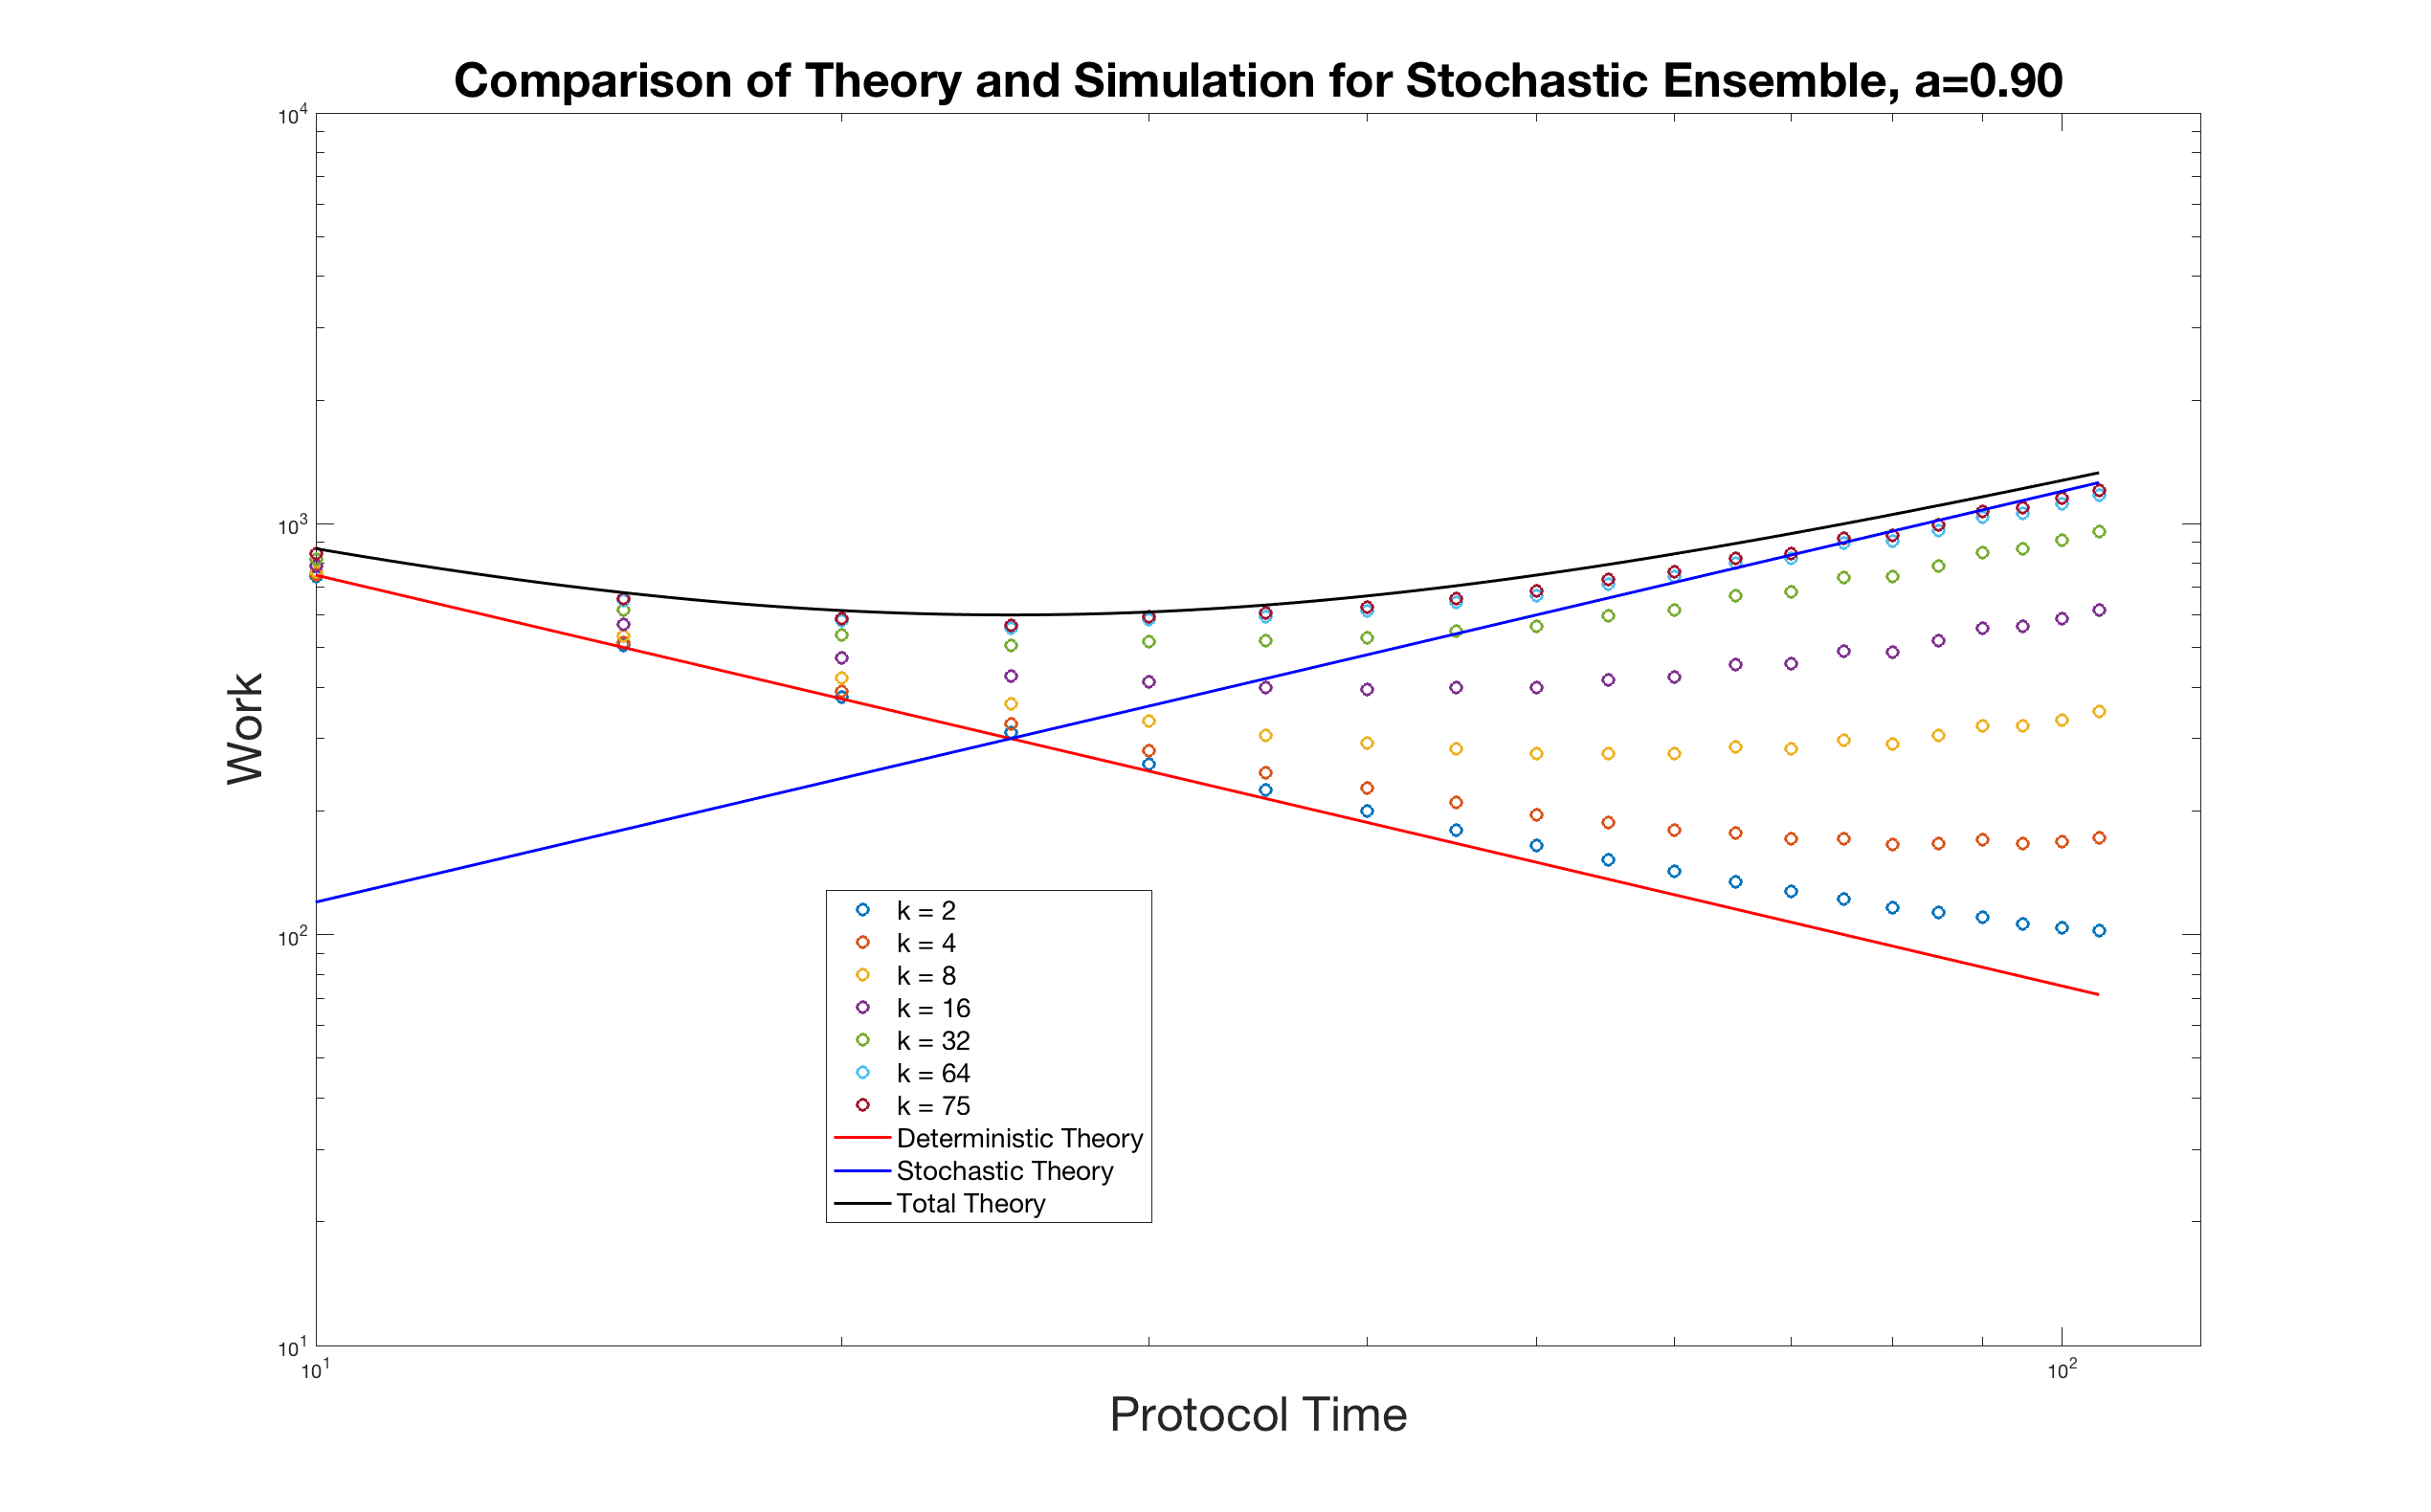 Comparison of Theory and Simulation for Stochastic Ensemble, a=0.90
10^4
10^3
10^2
10^1
Work
k = 2
k = 4
k = 8
k = 16
k = 32
k = 64
k = 75
Deterministic Theory
Stochastic Theory
Total Theory
10^1
10^2
Protocol Time